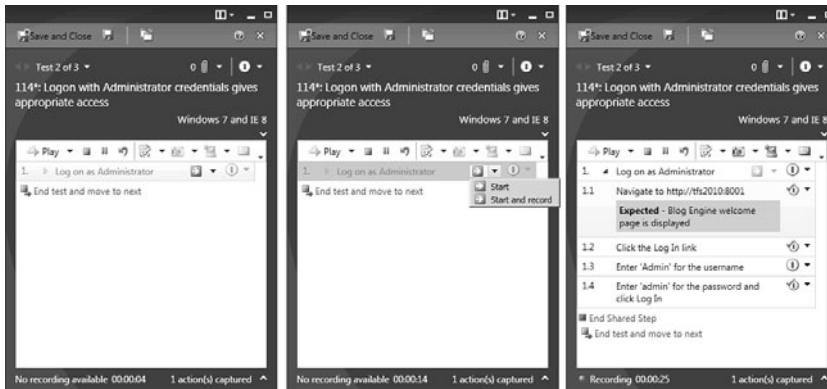 Save and Close
Test 2 of 3
0
114*: Logon with Administrator credentials gives
appropriate access
Windows 7 and IE 8
Play
1. Log on as Administrator
End test and move to next
No recording available 00:00:04 1 action(s) captured
Save and Close
Test 2 of 3
0
114*: Logon with Administrator credentials gives
appropriate access
Windows 7 and IE 8
Play
1. Log on as Administrator
Start
Start and record
End test and move to next
No recording available 00:00:14 1 action(s) captured
Save and Close
Test 2 of 3
0
114*: Logon with Administrator credentials gives
appropriate access
Windows 7 and IE 8
Play
1. Log on as Administrator
1.1 Navigate to http://tfs2010:8001
Expected - Blog Engine welcome
page is displayed
1.2 Click the Log In link
1.3 Enter 'Admin' for the username
1.4 Enter 'admin' for the password and
click Log In
End Shared Step
End test and move to next
Recording 00:00:25 1 action(s) captured